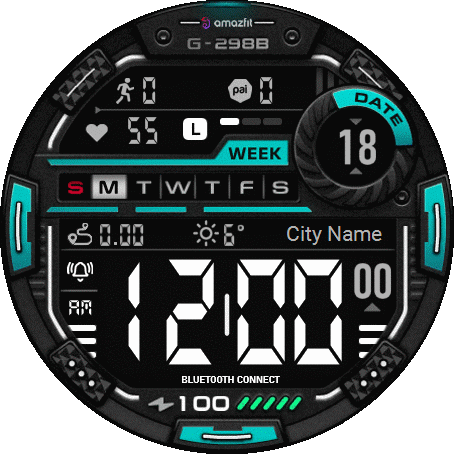 amazfit
G-298B
0 pai 0
DATE
55 L
18
WEEK
S M T W T F S
0.00 6° City Name
AM 12:00 00
BLUETOOTH CONNECT
100